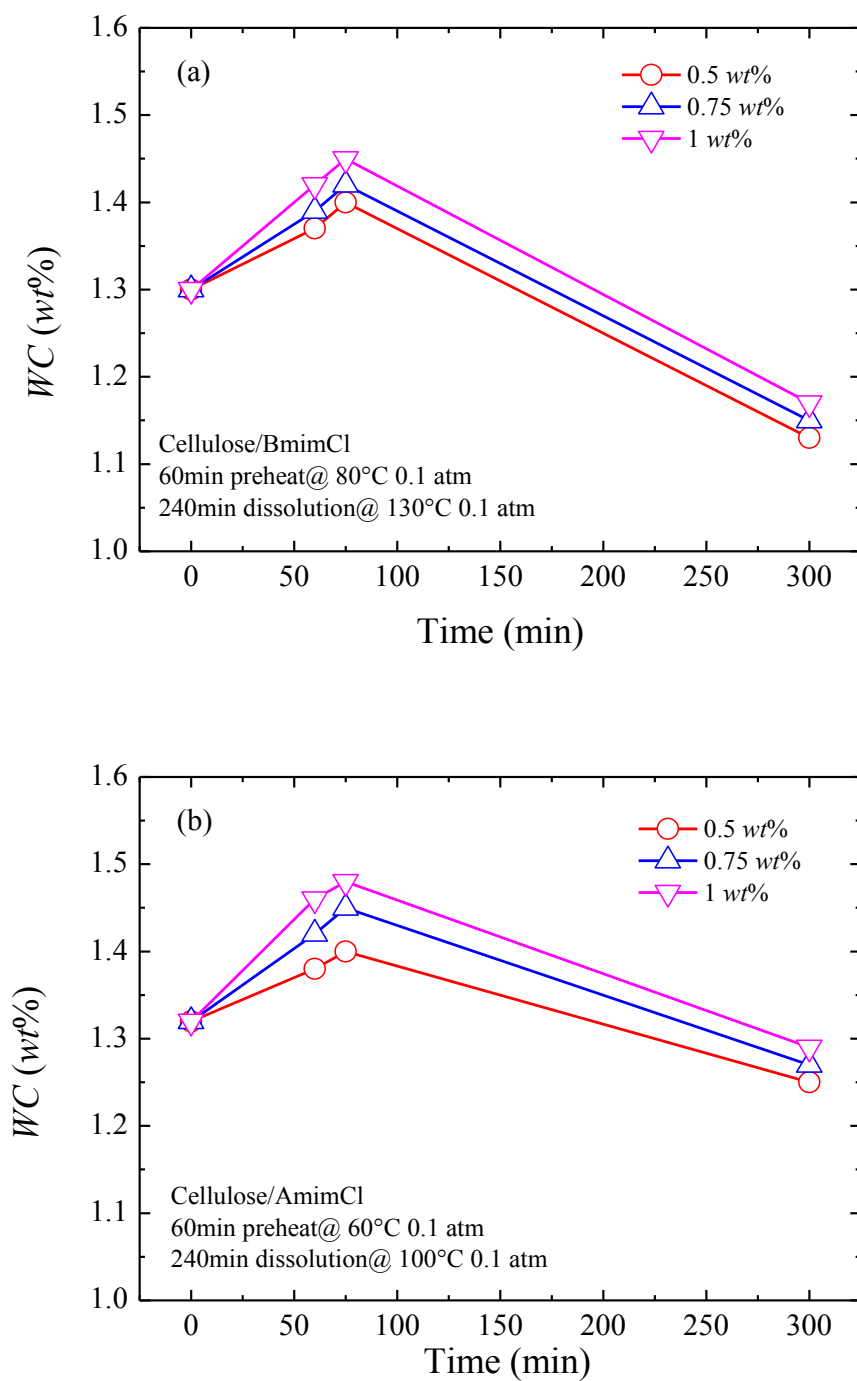 1.6
(a)
0.5 wt%
0.75 wt%
1 wt%
1.5
1.4
WC (wt%)
1.3
1.2
Cellulose/BmimCl
60min preheat@ 80°C 0.1 atm
240min dissolution@ 130°C 0.1 atm
1.1
1.0
0 50 100 150 200 250 300
Time (min)
1.6
(b)
0.5 wt%
0.75 wt%
1 wt%
1.5
1.4
WC (wt%)
1.3
1.2
Cellulose/AmimCl
60min preheat@ 60°C 0.1 atm
240min dissolution@ 100°C 0.1 atm
1.1
1.0
0 50 100 150 200 250 300
Time (min)